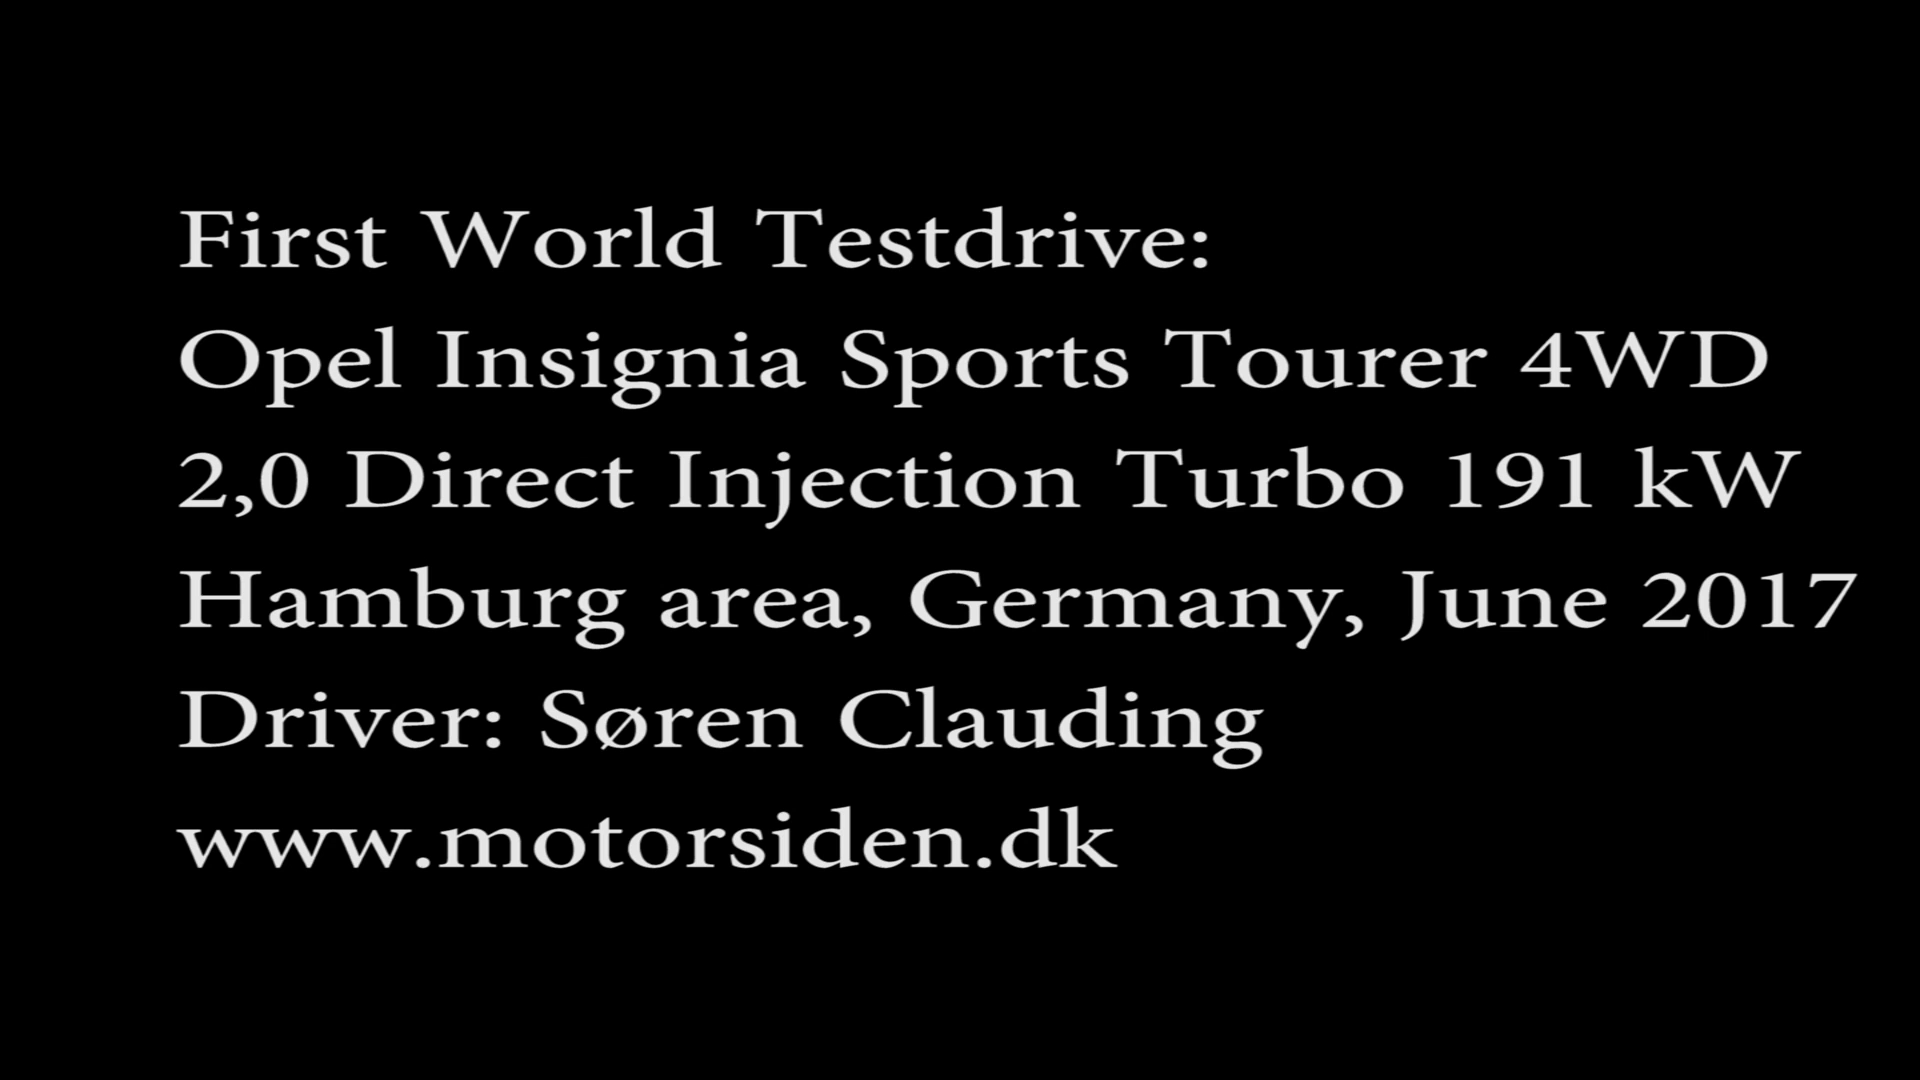 First World Testdrive:
Opel Insignia Sports Tourer 4WD
2,0 Direct Injection Turbo 191 kW
Hamburg area, Germany, June 2017
Driver: Søren Clauding
www.motorsiden.dk